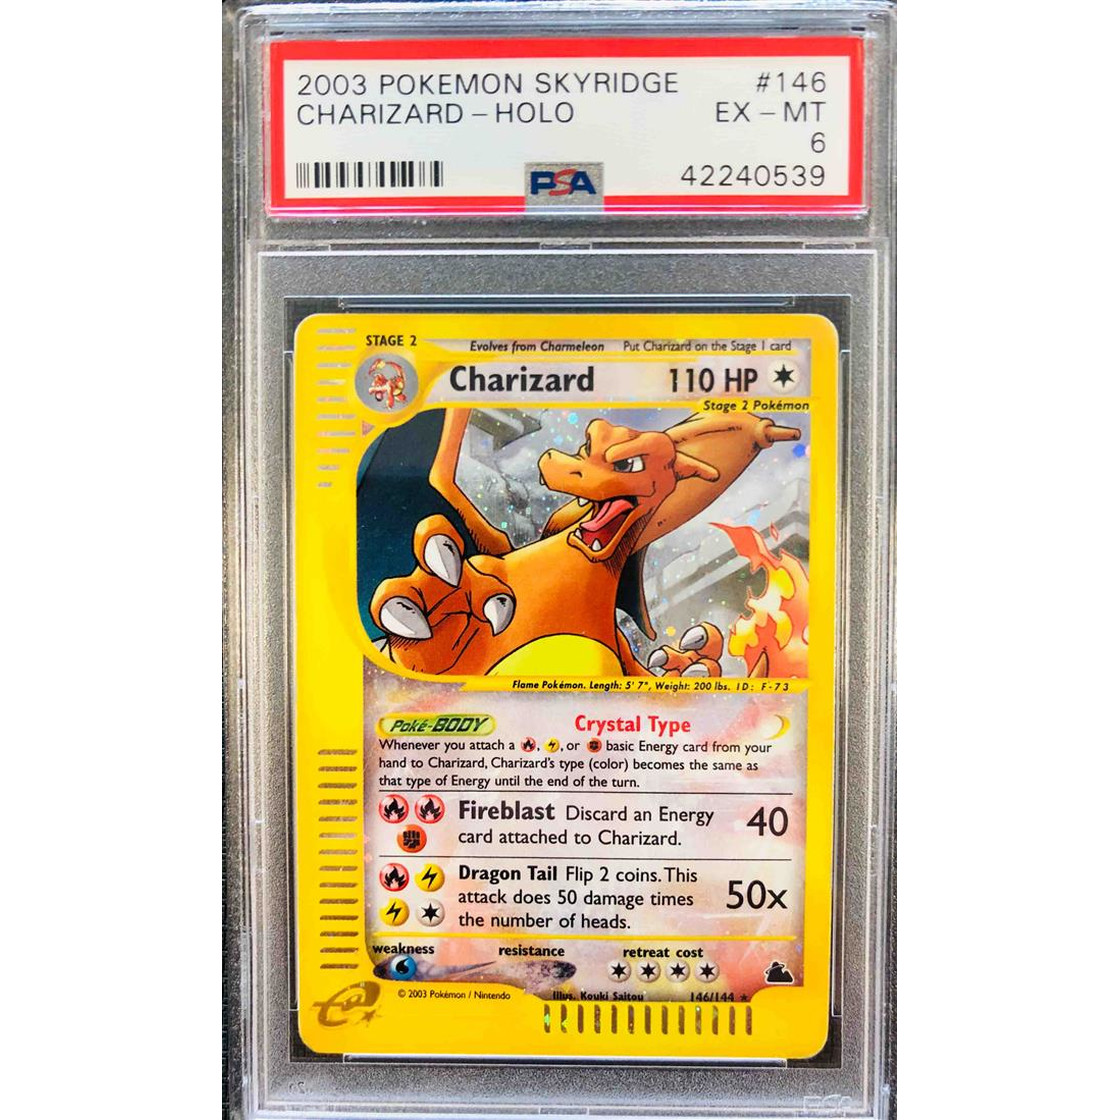 2003 POKEMON SKYRIDGE #146
CHARIZARD – HOLO EX – MT
6
PSA 42240539
STAGE 2 Evolves from Charmeleon Put Charizard on the Stage 1 card
Charizard 110 HP
Stage 2 Pokémon
Flame Pokémon. Length: 5' 7", Weight: 200 lbs. ID: F-73
Poké-BODY Crystal Type
Whenever you attach a , , or basic Energy card from your
hand to Charizard, Charizard's type (color) becomes the same as
that type of Energy until the end of the turn.
Fireblast Discard an Energy
card attached to Charizard. 40
Dragon Tail Flip 2 coins. This
attack does 50 damage times 50x
the number of heads.
weakness resistance retreat cost
© 2003 Pokémon / Nintendo Illus. Kouki Saitou 146/144
e